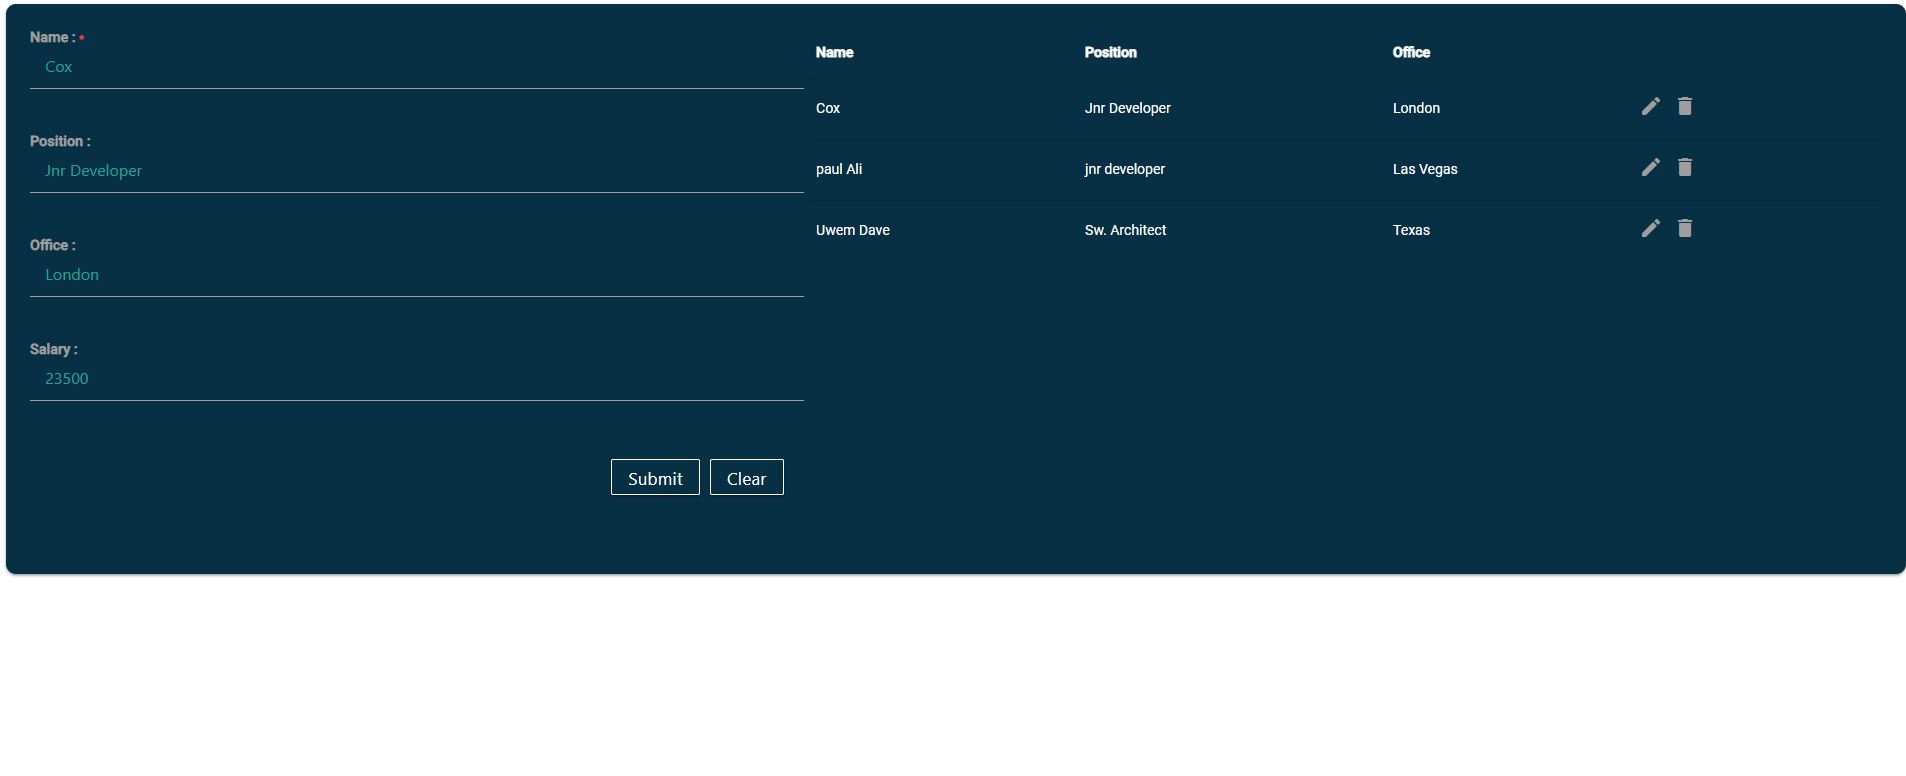 Name : *
Cox
Position :
Jnr Developer
Office :
London
Salary :
23500
Submit Clear
Name Position Office
Cox Jnr Developer London
paul Ali jnr developer Las Vegas
Uwem Dave Sw. Architect Texas